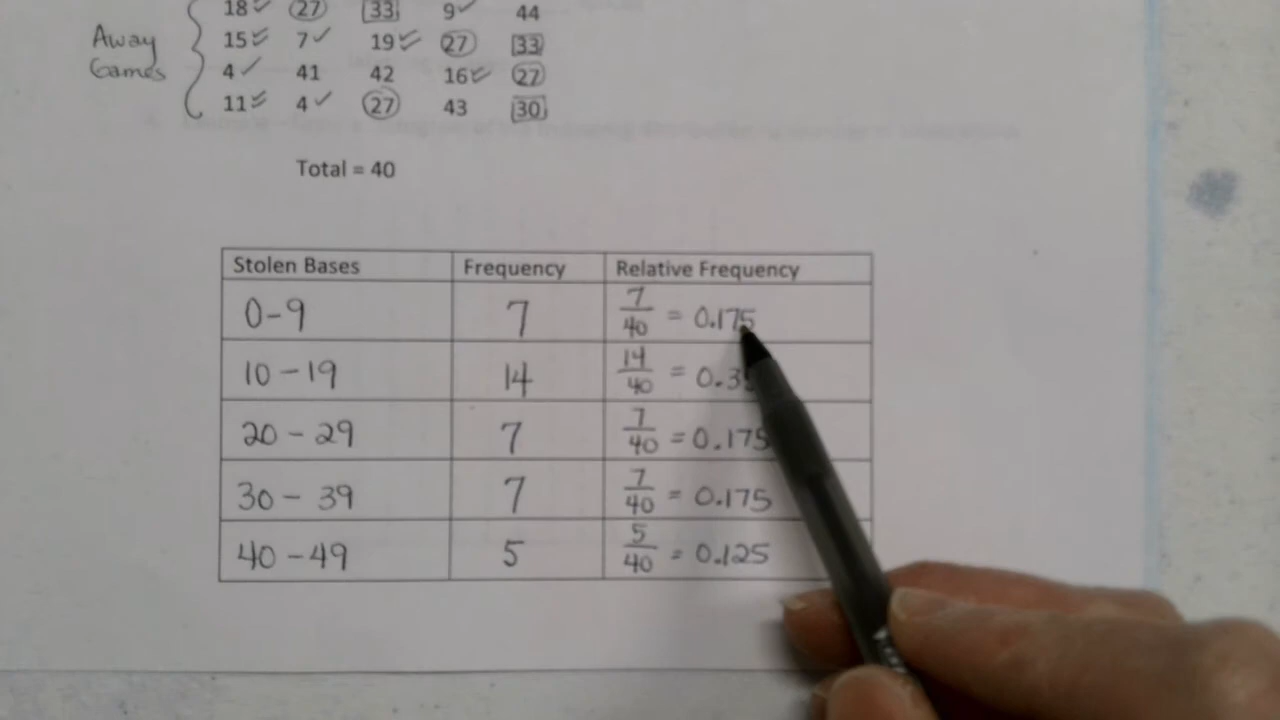 18 ✓ 27 33 9 ✓ 44
Away 15 ✓ 7 ✓ 19 ✓ 27 33
Games 4 ✓ 41 42 16 ✓ 27
11 ✓ 4 ✓ 27 43 30
Total = 40
Stolen Bases Frequency Relative Frequency
0-9 7 7/40 = 0.175
10-19 14 14/40 = 0.3
20-29 7 7/40 = 0.175
30-39 7 7/40 = 0.175
40-49 5 5/40 = 0.125